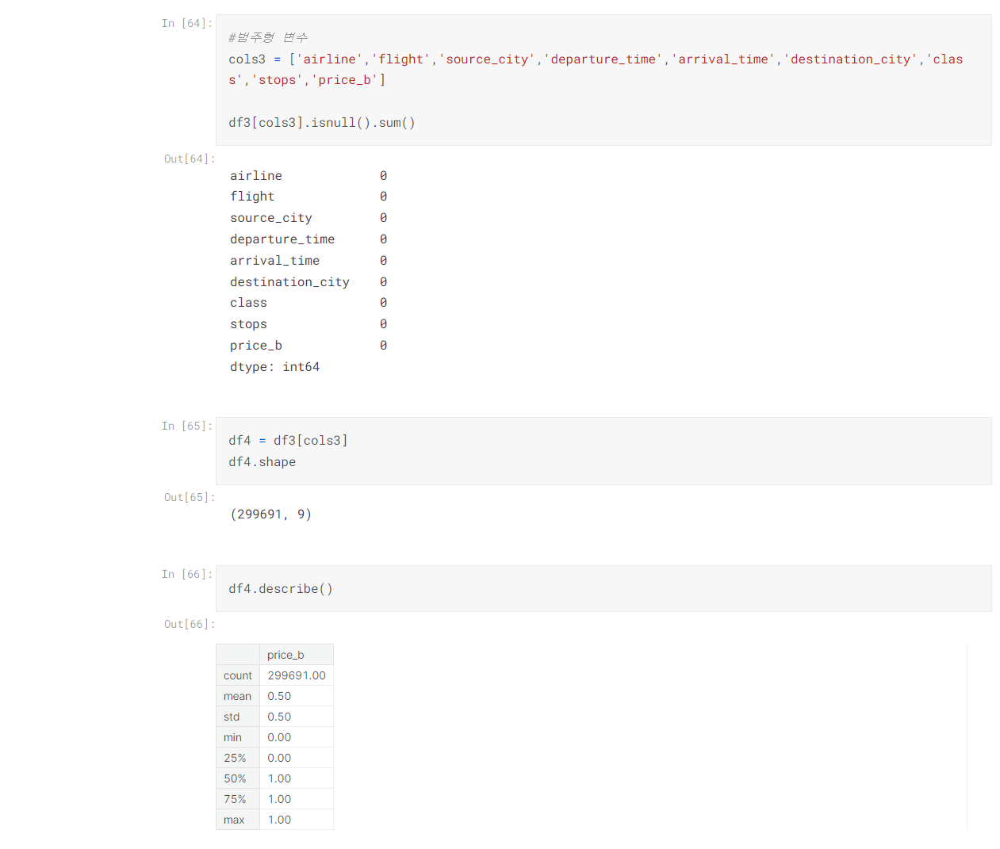 In [64]:
#범주형 변수
cols3 = ['airline','flight','source_city','departure_time','arrival_time','destination_city','clas
s','stops','price_b']
df3[cols3].isnull().sum()
Out[64]:
airline 0
flight 0
source_city 0
departure_time 0
arrival_time 0
destination_city 0
class 0
stops 0
price_b 0
dtype: int64
In [65]:
df4 = df3[cols3]
df4.shape
Out[65]:
(299691, 9)
In [66]:
df4.describe()
Out[66]:
price_b
count 299691.00
mean 0.50
std 0.50
min 0.00
25% 0.00
50% 1.00
75% 1.00
max 1.00